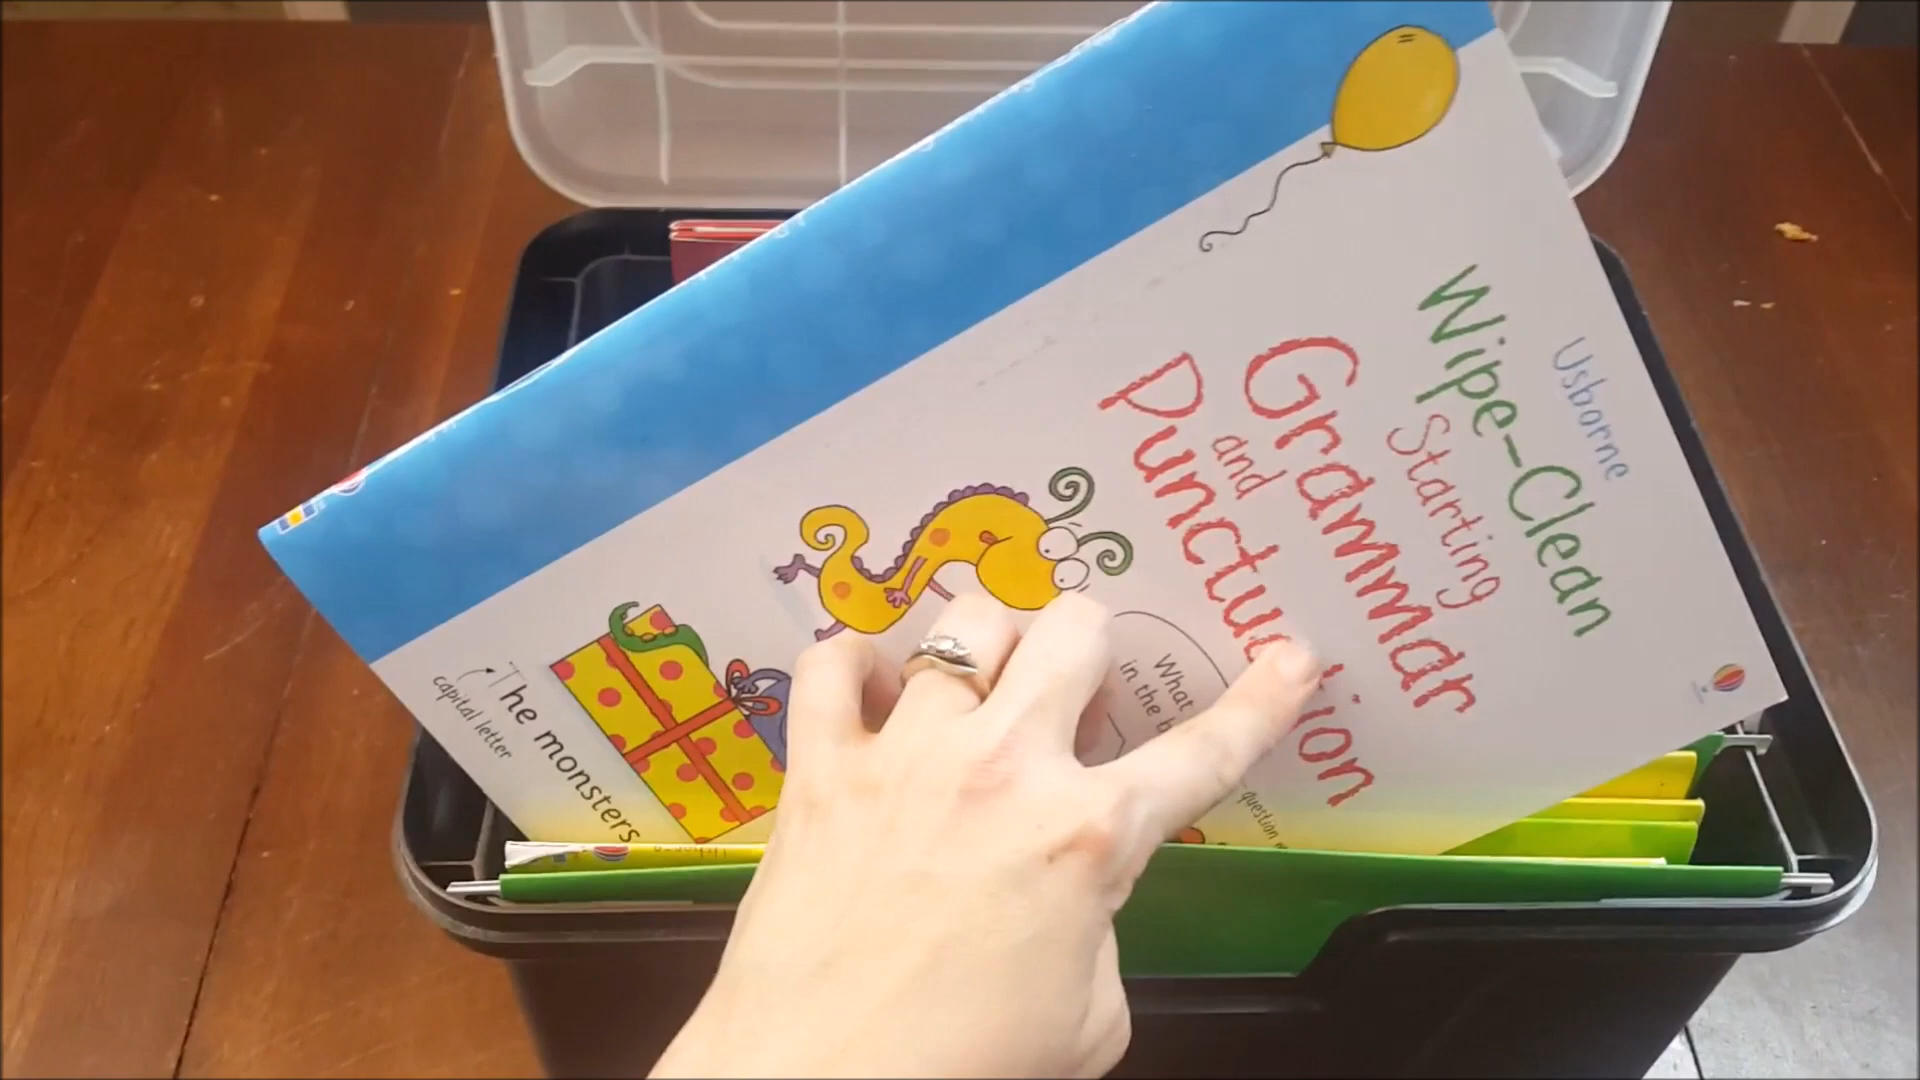 Usborne
Wipe-Clean
Starting
Grammar
and
Punctuation
What
in the
question
The monsters
capital letter